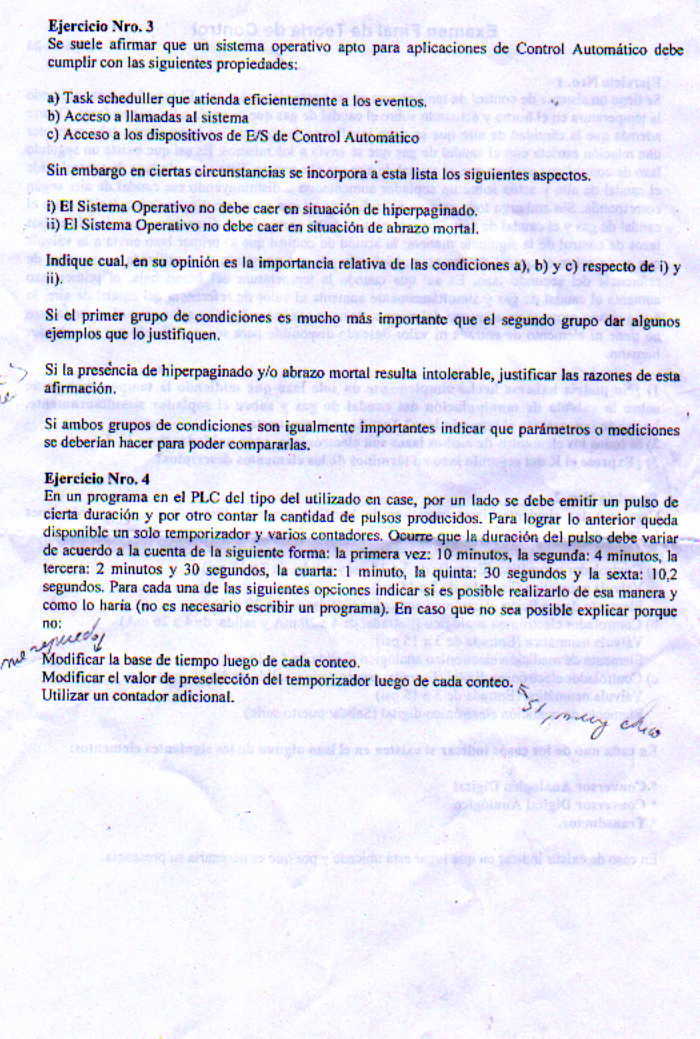 Ejercicio Nro. 3
Se suele afirmar que un sistema operativo apto para aplicaciones de Control Automático debe
cumplir con las siguientes propiedades:
a) Task scheduller que atienda eficientemente a los eventos.
b) Acceso a llamadas al sistema
c) Acceso a los dispositivos de E/S de Control Automático
Sin embargo en ciertas circunstancias se incorpora a esta lista los siguientes aspectos.
i) El Sistema Operativo no debe caer en situación de hiperpaginado.
ii) El Sistema Operativo no debe caer en situación de abrazo mortal.
Indique cual, en su opinión es la importancia relativa de las condiciones a), b) y c) respecto de i) y
ii).
Si el primer grupo de condiciones es mucho más importante que el segundo grupo dar algunos
ejemplos que lo justifiquen.
Si la presencia de hiperpaginado y/o abrazo mortal resulta intolerable, justificar las razones de esta
afirmación.
Si ambos grupos de condiciones son igualmente importantes indicar que parámetros o mediciones
se deberían hacer para poder compararlas.
Ejercicio Nro. 4
En un programa en el PLC del tipo del utilizado en case, por un lado se debe emitir un pulso de
cierta duración y por otro contar la cantidad de pulsos producidos. Para lograr lo anterior queda
disponible un solo temporizador y varios contadores. Ocurre que la duración del pulso debe variar
de acuerdo a la cuenta de la siguiente forma: la primera vez: 10 minutos, la segunda: 4 minutos, la
tercera: 2 minutos y 30 segundos, la cuarta: 1 minuto, la quinta: 30 segundos y la sexta: 10,2
segundos. Para cada una de las siguientes opciones indicar si es posible realizarlo de esa manera y
como lo haría (no es necesario escribir un programa). En caso que no sea posible explicar porque
no:
Modificar la base de tiempo luego de cada conteo.
Modificar el valor de preselección del temporizador luego de cada conteo.
Si, muy
Utilizar un contador adicional.